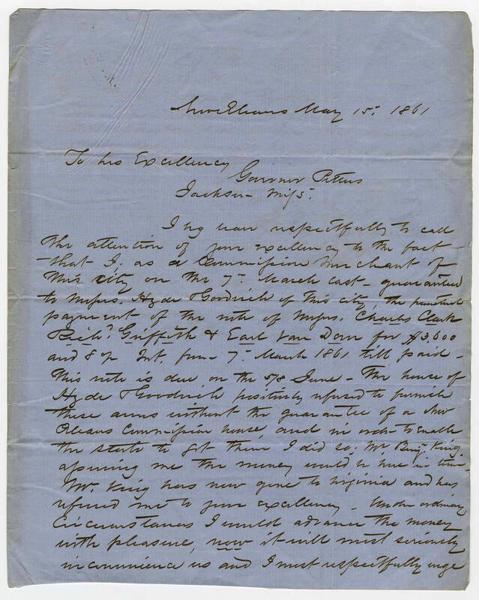 New Orleans May 15th 1861
To his Excellency
Governor Pettus
Jackson Miss.
I beg leave respectfully to call
the attention of your excellency to the fact
that I, as a Commission Merchant of
this city on the 7th March last guaranteed
to Messrs. Hyde & Goodrich of this city, the punctual
payment of the note of Messrs. Charles Clark
Richd. Griffith & Earl Van Dorn for $3,600
and 8 pr Int. from 7th March 1861 till paid -
This note is due on the 5/8 June - The house of
Hyde & Goodrich positively refused to furnish
these arms without the guarantee of a New
Orleans Commission house, and in order to enable
the state to get them I did so, Mr. Benj. King
assuring me the money would be here in time
Mr. King has now gone to Virginia and has
referred me to your excellency - Under ordinary
Circumstances I would advance the money
with pleasure, now it will most seriously
inconvenience us and I most respectfully urge